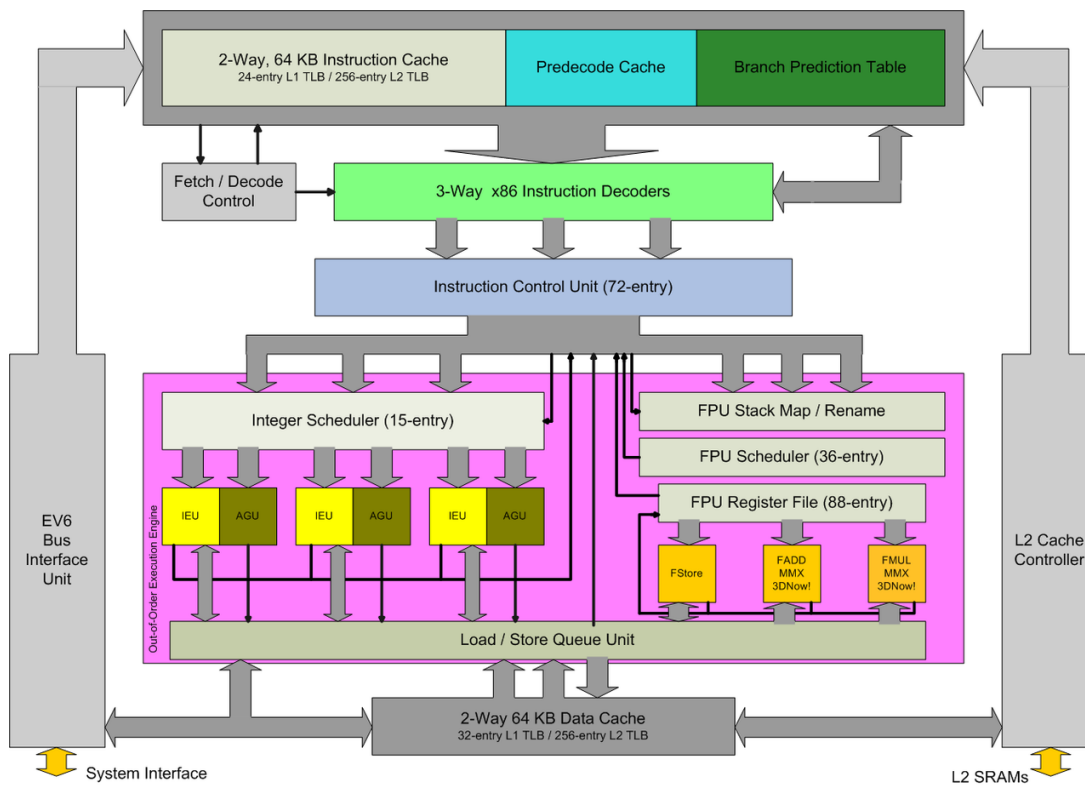 2-Way, 64 KB Instruction Cache
24-entry L1 TLB / 256-entry L2 TLB
Predecode Cache
Branch Prediction Table
Fetch / Decode
Control
3-Way x86 Instruction Decoders
Instruction Control Unit (72-entry)
Integer Scheduler (15-entry)
FPU Stack Map / Rename
FPU Scheduler (36-entry)
FPU Register File (88-entry)
IEU
AGU
IEU
AGU
IEU
AGU
FStore
FADD
MMX
3DNow!
FMUL
MMX
3DNow!
Out-of-Order Execution Engine
EV6
Bus
Interface
Unit
L2 Cache
Controller
Load / Store Queue Unit
2-Way 64 KB Data Cache
32-entry L1 TLB / 256-entry L2 TLB
System Interface
L2 SRAMs